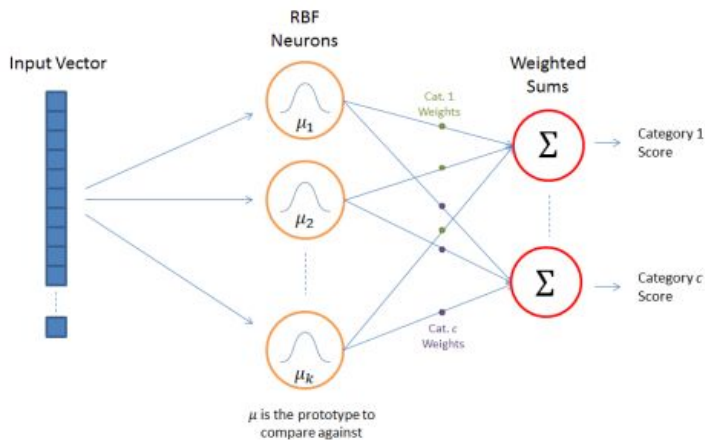 RBF
Neurons
Input Vector
Weighted
Sums
Cat. 1
Weights
μ₁
Σ
Category 1
Score
μ₂
Σ
Category c
Score
Cat. c
Weights
μₖ
μ is the prototype to
compare against